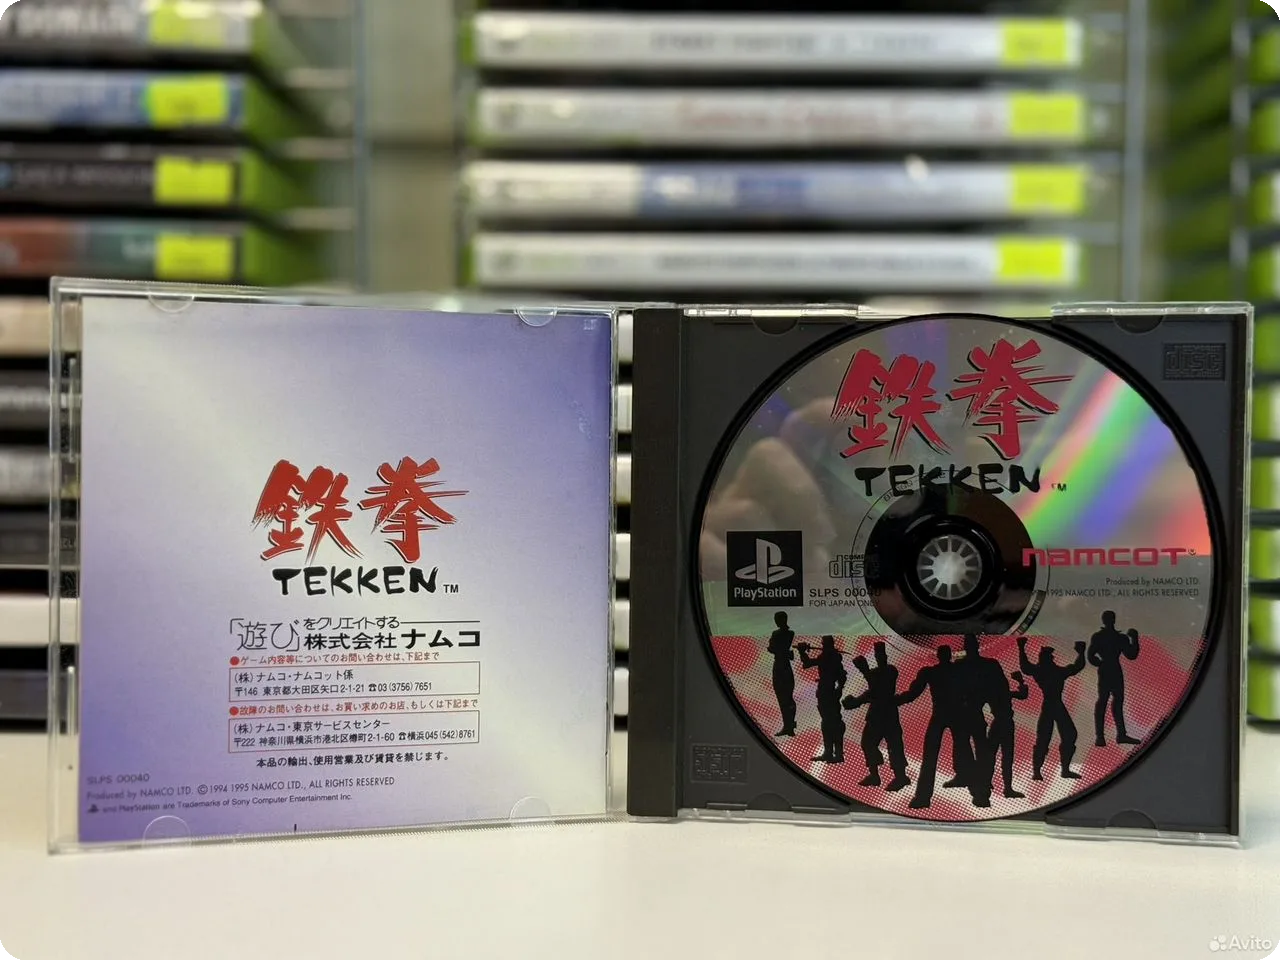 鉄拳
TEKKEN TM
「遊び」をクリエイトする
株式会社ナムコ
●ゲーム内容等についてのお問い合わせは、下記まで
(株)ナムコ・ナムコット係
〒146 東京都大田区矢口2-1-21 ☎03(3756)7651
●故障のお問い合わせは、お買い求めのお店、もしくは下記まで
(株)ナムコ・東京サービスセンター
〒222 神奈川県横浜市港北区樽町2-1-60 ☎横浜045(542)8761
本品の輸出、使用営業及び賃貸を禁じます。
SLPS 00040
Produced by NAMCO LTD. ©1994 1995 NAMCO LTD., ALL RIGHTS RESERVED
and PlayStation are Trademarks of Sony Computer Entertainment Inc.
disc
鉄拳
TEKKEN TM
PlayStation
disc
SLPS 00040
FOR JAPAN ONLY
namcot®
Produced by NAMCO LTD.
1995 NAMCO LTD., ALL RIGHTS RESERVED
Avito